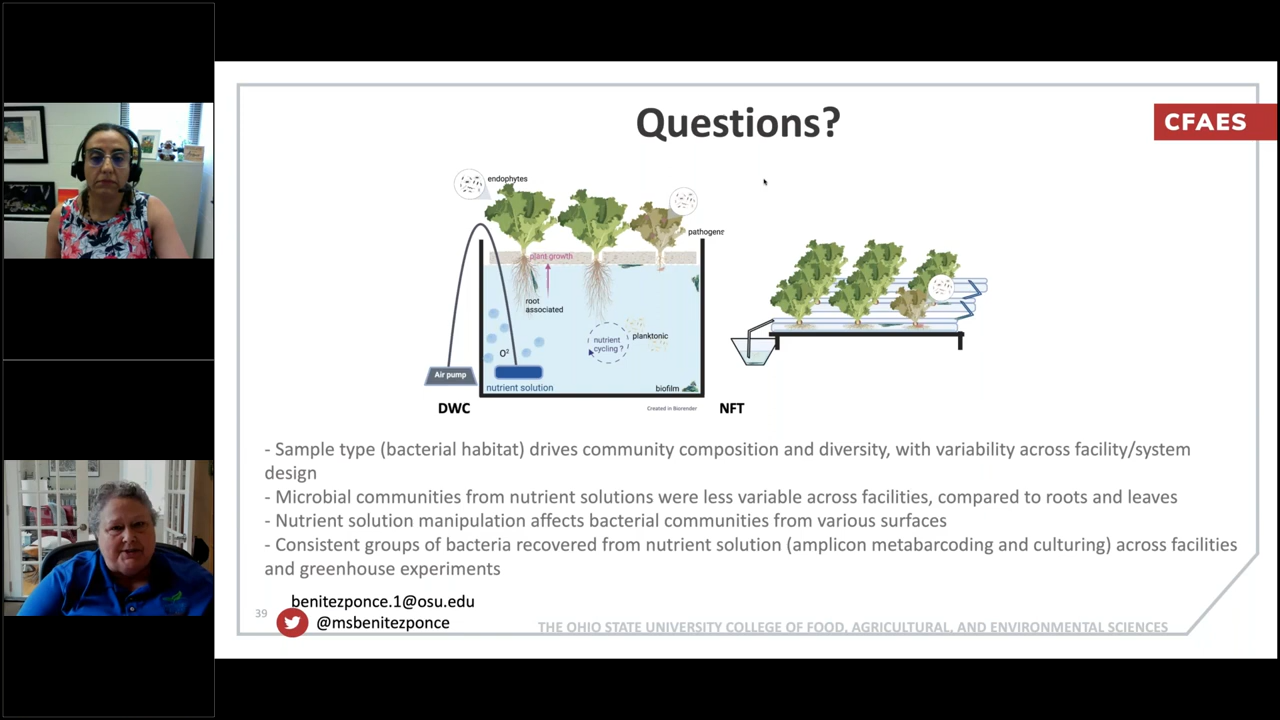 Questions?
CFAES
endophytes
pathogens
plant growth
root
associated
nutrient
cycling ?
planktonic
O²
Air pump
nutrient solution
biofilm
Created in Biorender
DWC
NFT
- Sample type (bacterial habitat) drives community composition and diversity, with variability across facility/system
design
- Microbial communities from nutrient solutions were less variable across facilities, compared to roots and leaves
- Nutrient solution manipulation affects bacterial communities from various surfaces
- Consistent groups of bacteria recovered from nutrient solution (amplicon metabarcoding and culturing) across facilities
and greenhouse experiments
benitezponce.1@osu.edu
39
@msbenitezponce
THE OHIO STATE UNIVERSITY COLLEGE OF FOOD, AGRICULTURAL, AND ENVIRONMENTAL SCIENCES